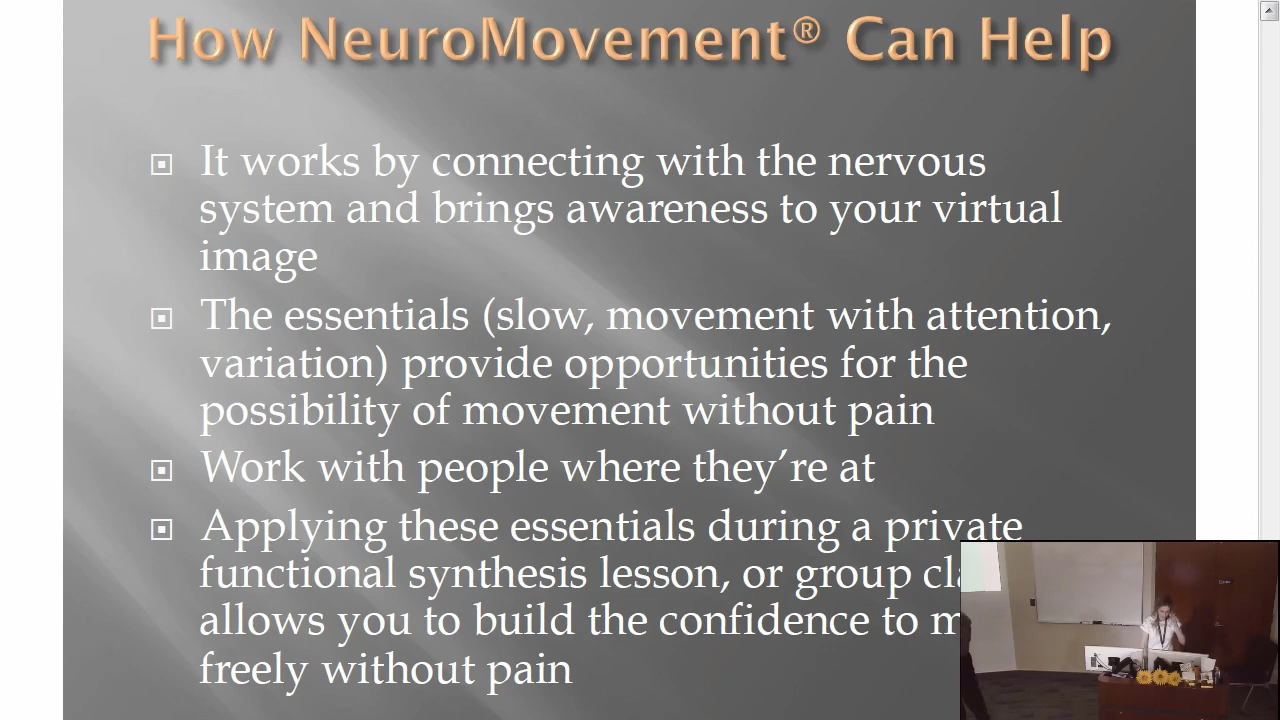 How NeuroMovement® Can Help
It works by connecting with the nervous
system and brings awareness to your virtual
image
The essentials (slow, movement with attention,
variation) provide opportunities for the
possibility of movement without pain
Work with people where they’re at
Applying these essentials during a private
functional synthesis lesson, or group
allows you to build the confidence to
freely without pain